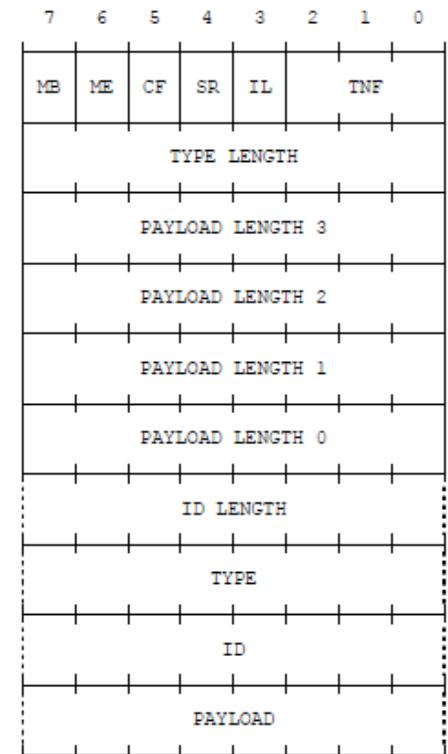 7 6 5 4 3 2 1 0
MB ME CF SR IL TNF
TYPE LENGTH
PAYLOAD LENGTH 3
PAYLOAD LENGTH 2
PAYLOAD LENGTH 1
PAYLOAD LENGTH 0
ID LENGTH
TYPE
ID
PAYLOAD